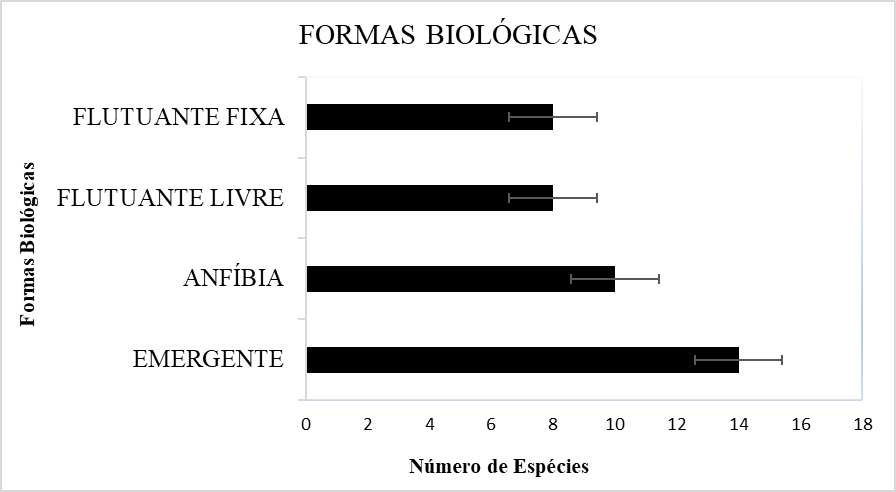 FORMAS BIOLÓGICAS
Formas Biológicas
FLUTUANTE FIXA
FLUTUANTE LIVRE
ANFÍBIA
EMERGENTE
0 2 4 6 8 10 12 14 16 18
Número de Espécies